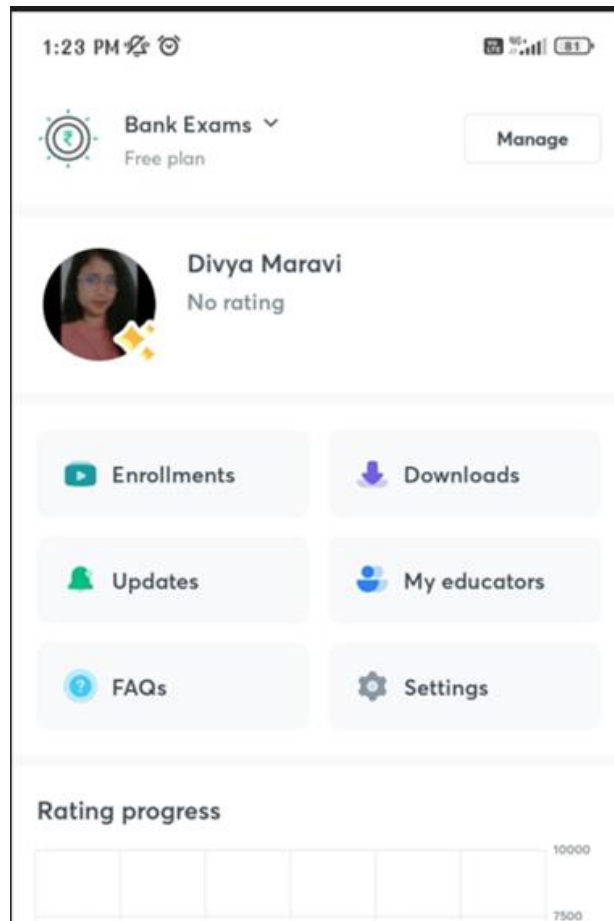 1:23 PM 81
Bank Exams
Free plan
Manage
Divya Maravi
No rating
Enrollments
Downloads
Updates
My educators
FAQs
Settings
Rating progress
10000
7500